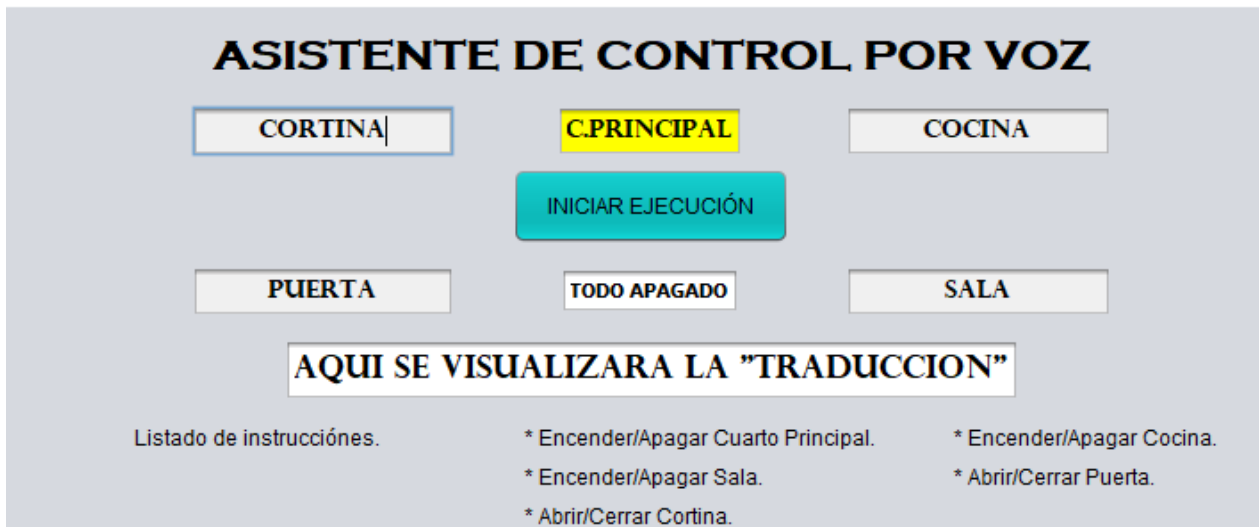 ASISTENTE DE CONTROL POR VOZ
CORTINA
C.PRINCIPAL
COCINA
INICIAR EJECUCIÓN
PUERTA
TODO APAGADO
SALA
AQUI SE VISUALIZARA LA "TRADUCCION"
Listado de instrucciónes.
* Encender/Apagar Cuarto Principal.
* Encender/Apagar Cocina.
* Encender/Apagar Sala.
* Abrir/Cerrar Puerta.
* Abrir/Cerrar Cortina.